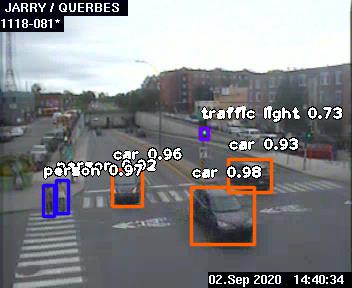 JARRY / QUERBES
1118-081*
traffic light 0.73
car 0.96
car 0.93
person 0.97
car 0.98
02.Sep 2020 14:40:34